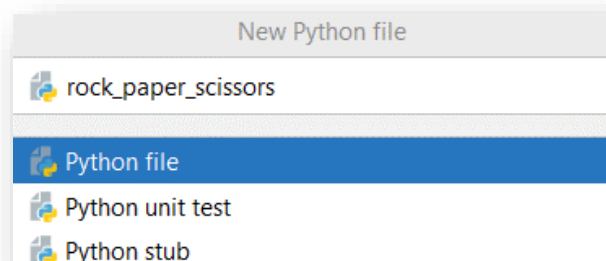 New Python file
rock_paper_scissors
Python file
Python unit test
Python stub